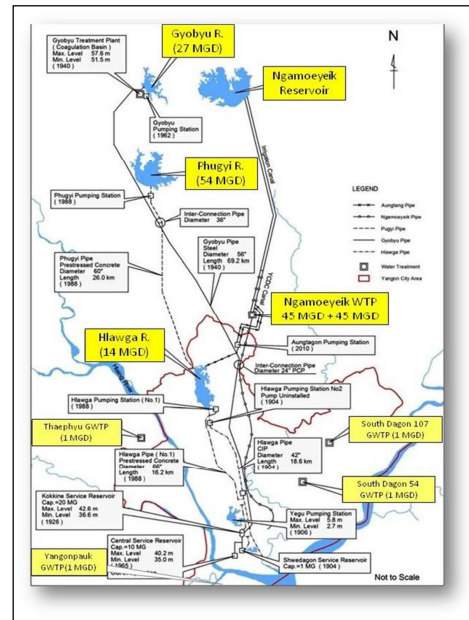 Gyobyu R.
(27 MGD)
N
Gyobyu Treatment Plant
(Coagulation Basin)
Max. Level 57.6 m
Min. Level 51.5 m
(1940)
Ngamoeyeik
Reservoir
Gyobyu
Pumping Station
(1962)
Irrigation Canal
Phugyi R.
(54 MGD)
Phugyi Pumping Station
(1988)
Inter-Connection Pipe
Diameter 36"
LEGEND
Aungtang Pipe
Ngamoeyeik Pipe
Pugyi Pipe
Gyobyu Pipe
Hlawga Pipe
Water Treatment
Yangon City Area
Phugyi Pipe
Prestressed Concrete
Diameter 60"
Length 26.0 km
(1988)
Gyobyu Pipe
Steel
Diameter 56"
Length 69.2 km
(1940)
YCDC Canal
Ngamoeyeik WTP
45 MGD + 45 MGD
Hlawga R.
(14 MGD)
Aungtagon Pumping Station
(2010)
Inter-Connection Pipe
Diameter 24" PCP
Hlawga Pumping Station No2
Pump Uninstalled
(1904)
Hlawga Pumping Station (No.1)
(1988)
Thaephyu GWTP
(1 MGD)
South Dagon 107
GWTP (1 MGD)
Hlawga Pipe
CIP
Diameter 42"
Length 18.6 km
(1904)
Hlawga Pipe (No.1)
Prestressed Concrete
Diameter 66"
Length 16.2 km
(1988)
South Dagon 54
GWTP (1 MGD)
Kokkine Service Reservoir
Cap.=20 MG
Max. Level 42.6 m
Min. Level 36.6 m
(1926)
Yegu Pumping Station
Max. Level 5.8 m
Min. Level 2.7 m
(1906)
Central Service Reservoir
Cap.=10 MG
Max. Level 40.2 m
Min. Level 35.0 m
Yangonpauk
GWTP(1 MGD)
Shwedagon Service Reservoir
Cap.=1 MG (1904)
Not to Scale